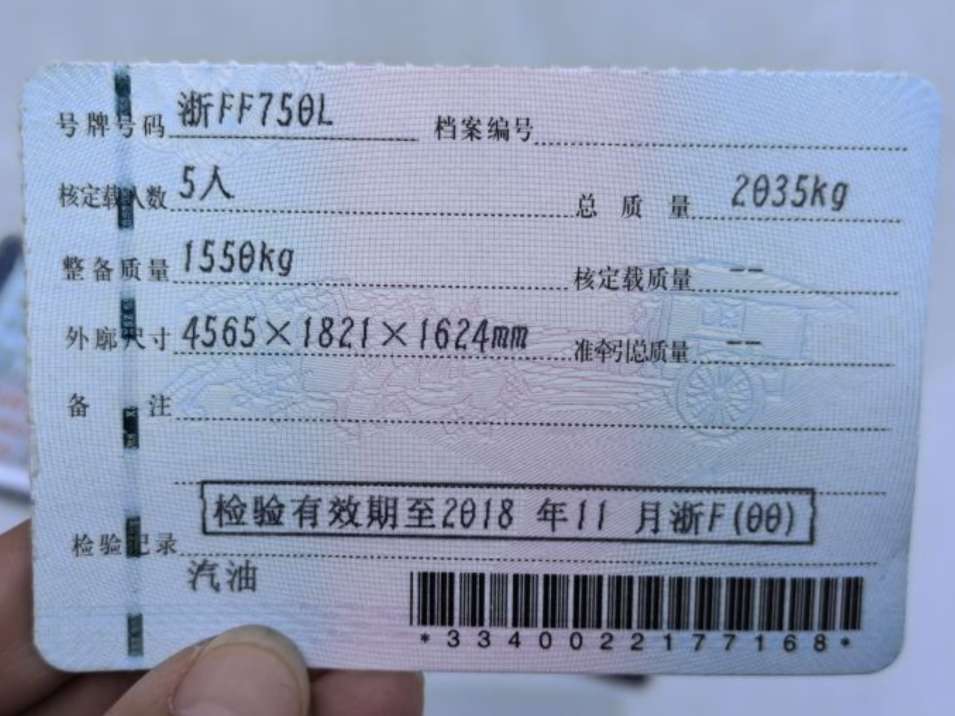 号牌号码 浙FF750L 档案编号
核定载人数 5人 总质量 2035kg
整备质量 1550kg 核定载质量 --
外廓尺寸 4565×1821×1624mm 准牵引总质量 --
备注
检验有效期至2018 年11 月浙F(00)
检验记录
汽油
*3340022177168*